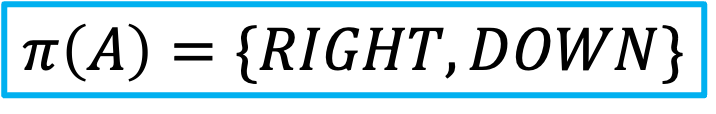 π(A) = {RIGHT, DOWN}